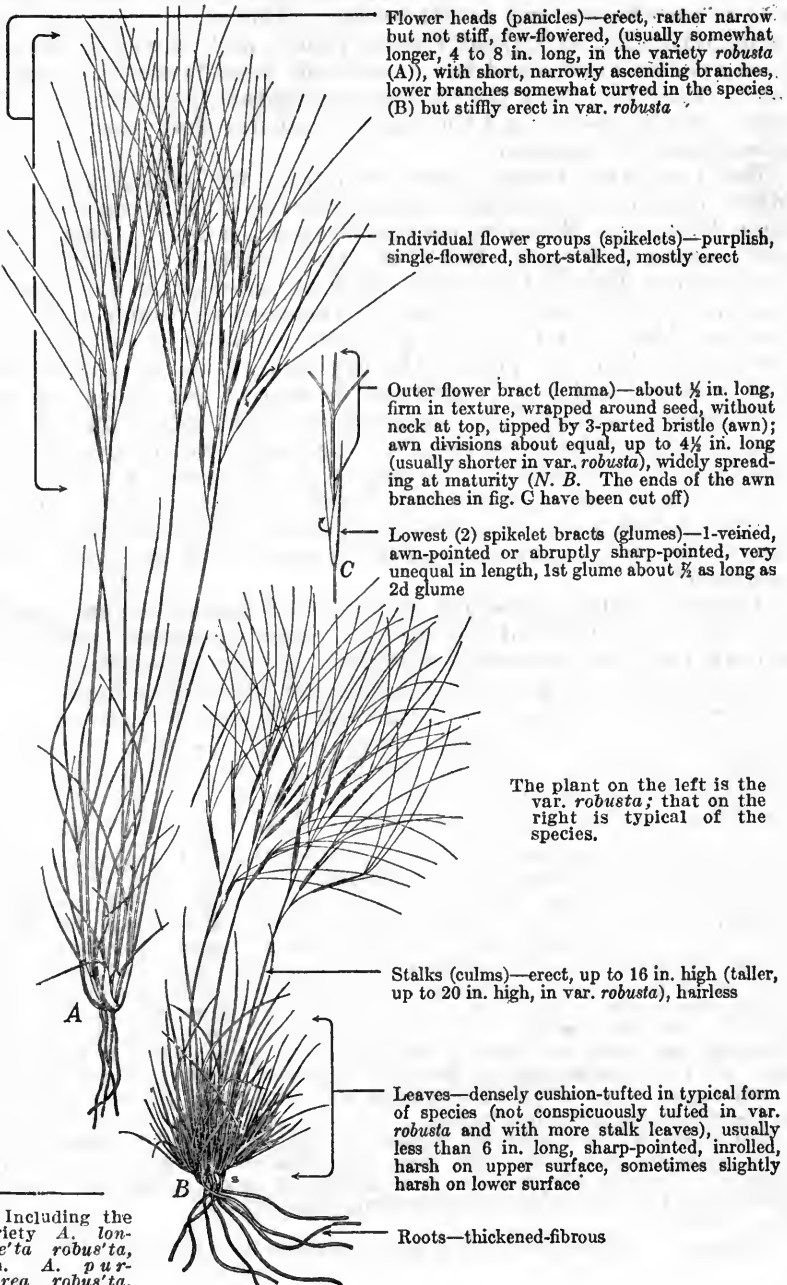 Flower heads (panicles)—erect, rather narrow
but not stiff, few-flowered, (usually somewhat
longer, 4 to 8 in. long, in the variety robusta
(A)), with short, narrowly ascending branches,
lower branches somewhat curved in the species
(B) but stiffly erect in var. robusta
Individual flower groups (spikelets)—purplish,
single-flowered, short-stalked, mostly erect
Outer flower bract (lemma)—about ½ in. long,
firm in texture, wrapped around seed, without
neck at top, tipped by 3-parted bristle (awn);
awn divisions about equal, up to 4½ in. long
(usually shorter in var. robusta), widely spread-
ing at maturity (N. B. The ends of the awn
branches in fig. C have been cut off)
Lowest (2) spikelet bracts (glumes)—1-veined,
awn-pointed or abruptly sharp-pointed, very
unequal in length, 1st glume about as long as
2d glume
C
The plant on the left is the
var. robusta; that on the
right is typical of the
species.
Stalks (culms)—erect, up to 16 in. high (taller,
up to 20 in. high, in var. robusta), hairless
A
Leaves—densely cushion-tufted in typical form
of species (not conspicuously tufted in var.
robusta and with more stalk leaves), usually
less than 6 in. long, sharp-pointed, inrolled,
harsh on upper surface, sometimes slightly
harsh on lower surface
B
Roots—thickened-fibrous
Including the
riety A. lon-
e'ta robus'ta,
A. pur-
rea robus'ta.